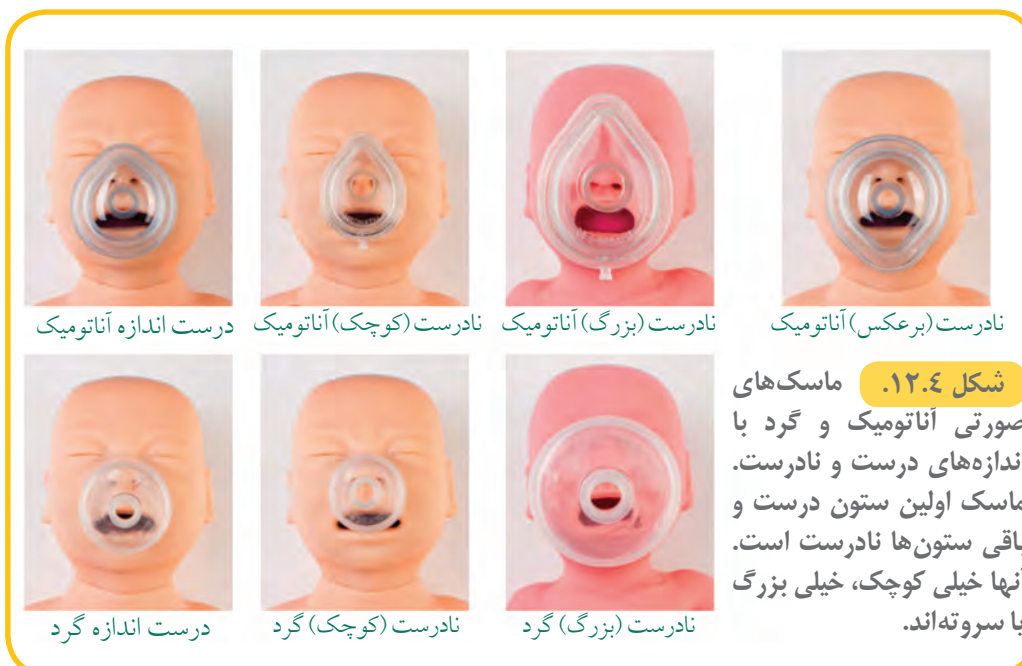 نادرست(برعکس)آناتومیک
نادرست(بزرگ)آناتومیک
نادرست(کوچک)آناتومیک
درست اندازه آناتومیک
شکل ۱۲.٤. ماسک‌های
صورتی آناتومیک و گرد با
اندازه‌های درست و نادرست.
ماسک اولین ستون درست و
باقی ستون‌ها نادرست است.
آنها خیلی کوچک، خیلی بزرگ
یا سروته‌اند.
نادرست (بزرگ) گرد
نادرست (کوچک) گرد
درست اندازه گرد